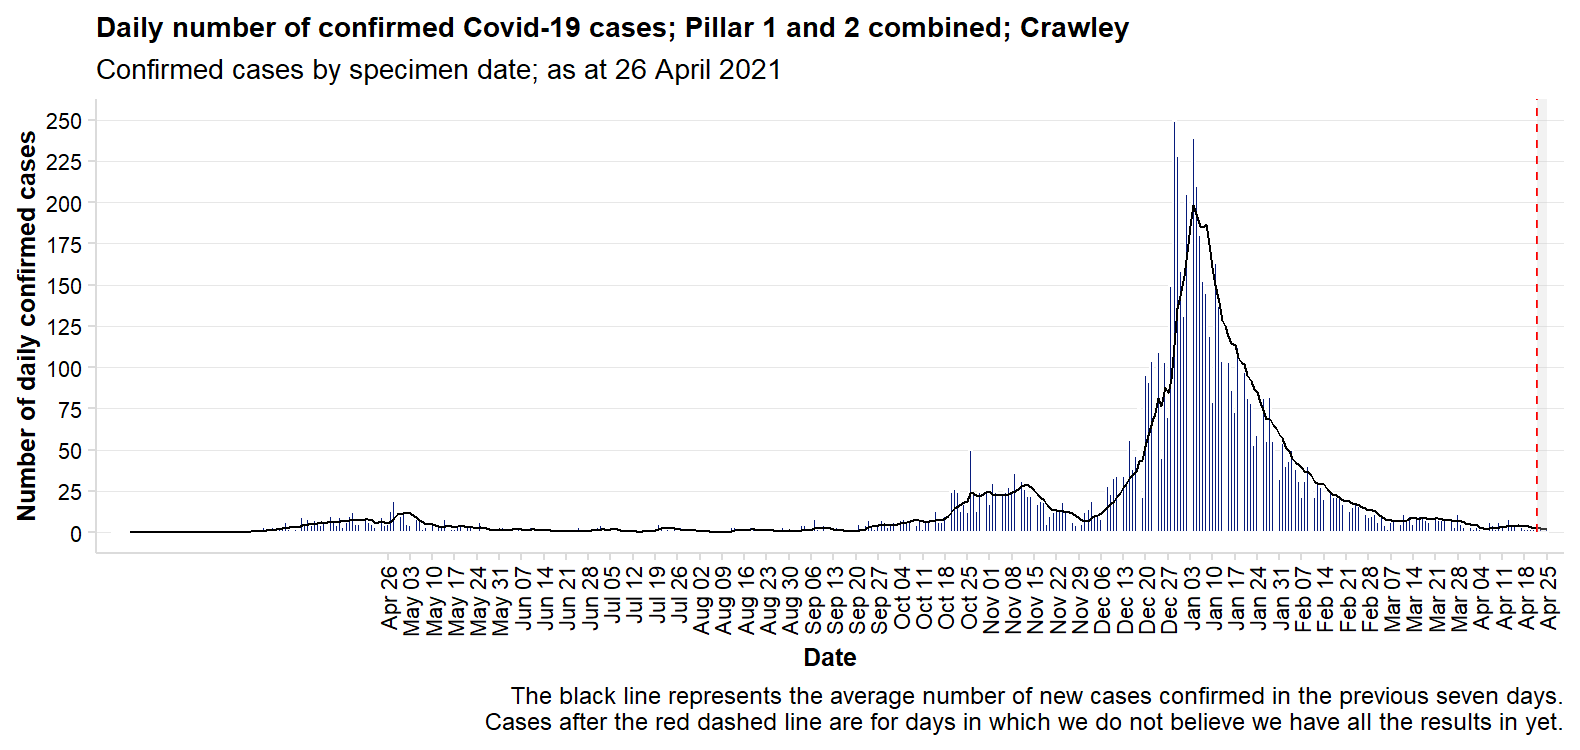 Daily number of confirmed Covid-19 cases; Pillar 1 and 2 combined; Crawley
Confirmed cases by specimen date; as at 26 April 2021
Number of daily confirmed cases
250
225
200
175
150
125
100
75
50
25
0
Apr 26
May 03
May 10
May 17
May 24
May 31
Jun 07
Jun 14
Jun 21
Jun 28
Jul 05
Jul 12
Jul 19
Jul 26
Aug 02
Aug 09
Aug 16
Aug 23
Aug 30
Sep 06
Sep 13
Sep 20
Sep 27
Oct 04
Oct 11
Oct 18
Oct 25
Nov 01
Nov 08
Nov 15
Nov 22
Nov 29
Dec 06
Dec 13
Dec 20
Dec 27
Jan 03
Jan 10
Jan 17
Jan 24
Jan 31
Feb 07
Feb 14
Feb 21
Feb 28
Mar 07
Mar 14
Mar 21
Mar 28
Apr 04
Apr 11
Apr 18
Apr 25
Date
The black line represents the average number of new cases confirmed in the previous seven days.
Cases after the red dashed line are for days in which we do not believe we have all the results in yet.